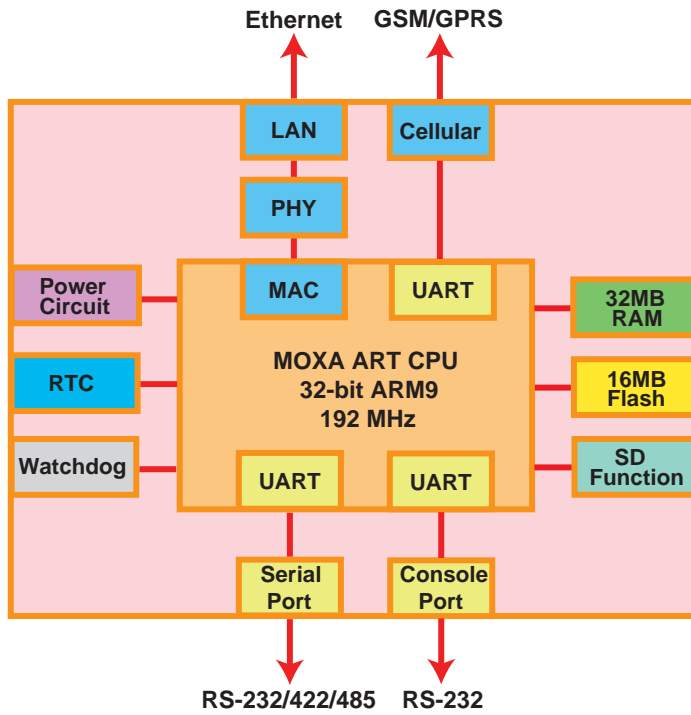 Ethernet GSM/GPRS
LAN Cellular
PHY
MAC UART
Power
Circuit
32MB
RAM
MOXA ART CPU
32-bit ARM9
192 MHz
RTC
16MB
Flash
Watchdog
SD
Function
UART UART
Serial
Port
Console
Port
RS-232/422/485 RS-232